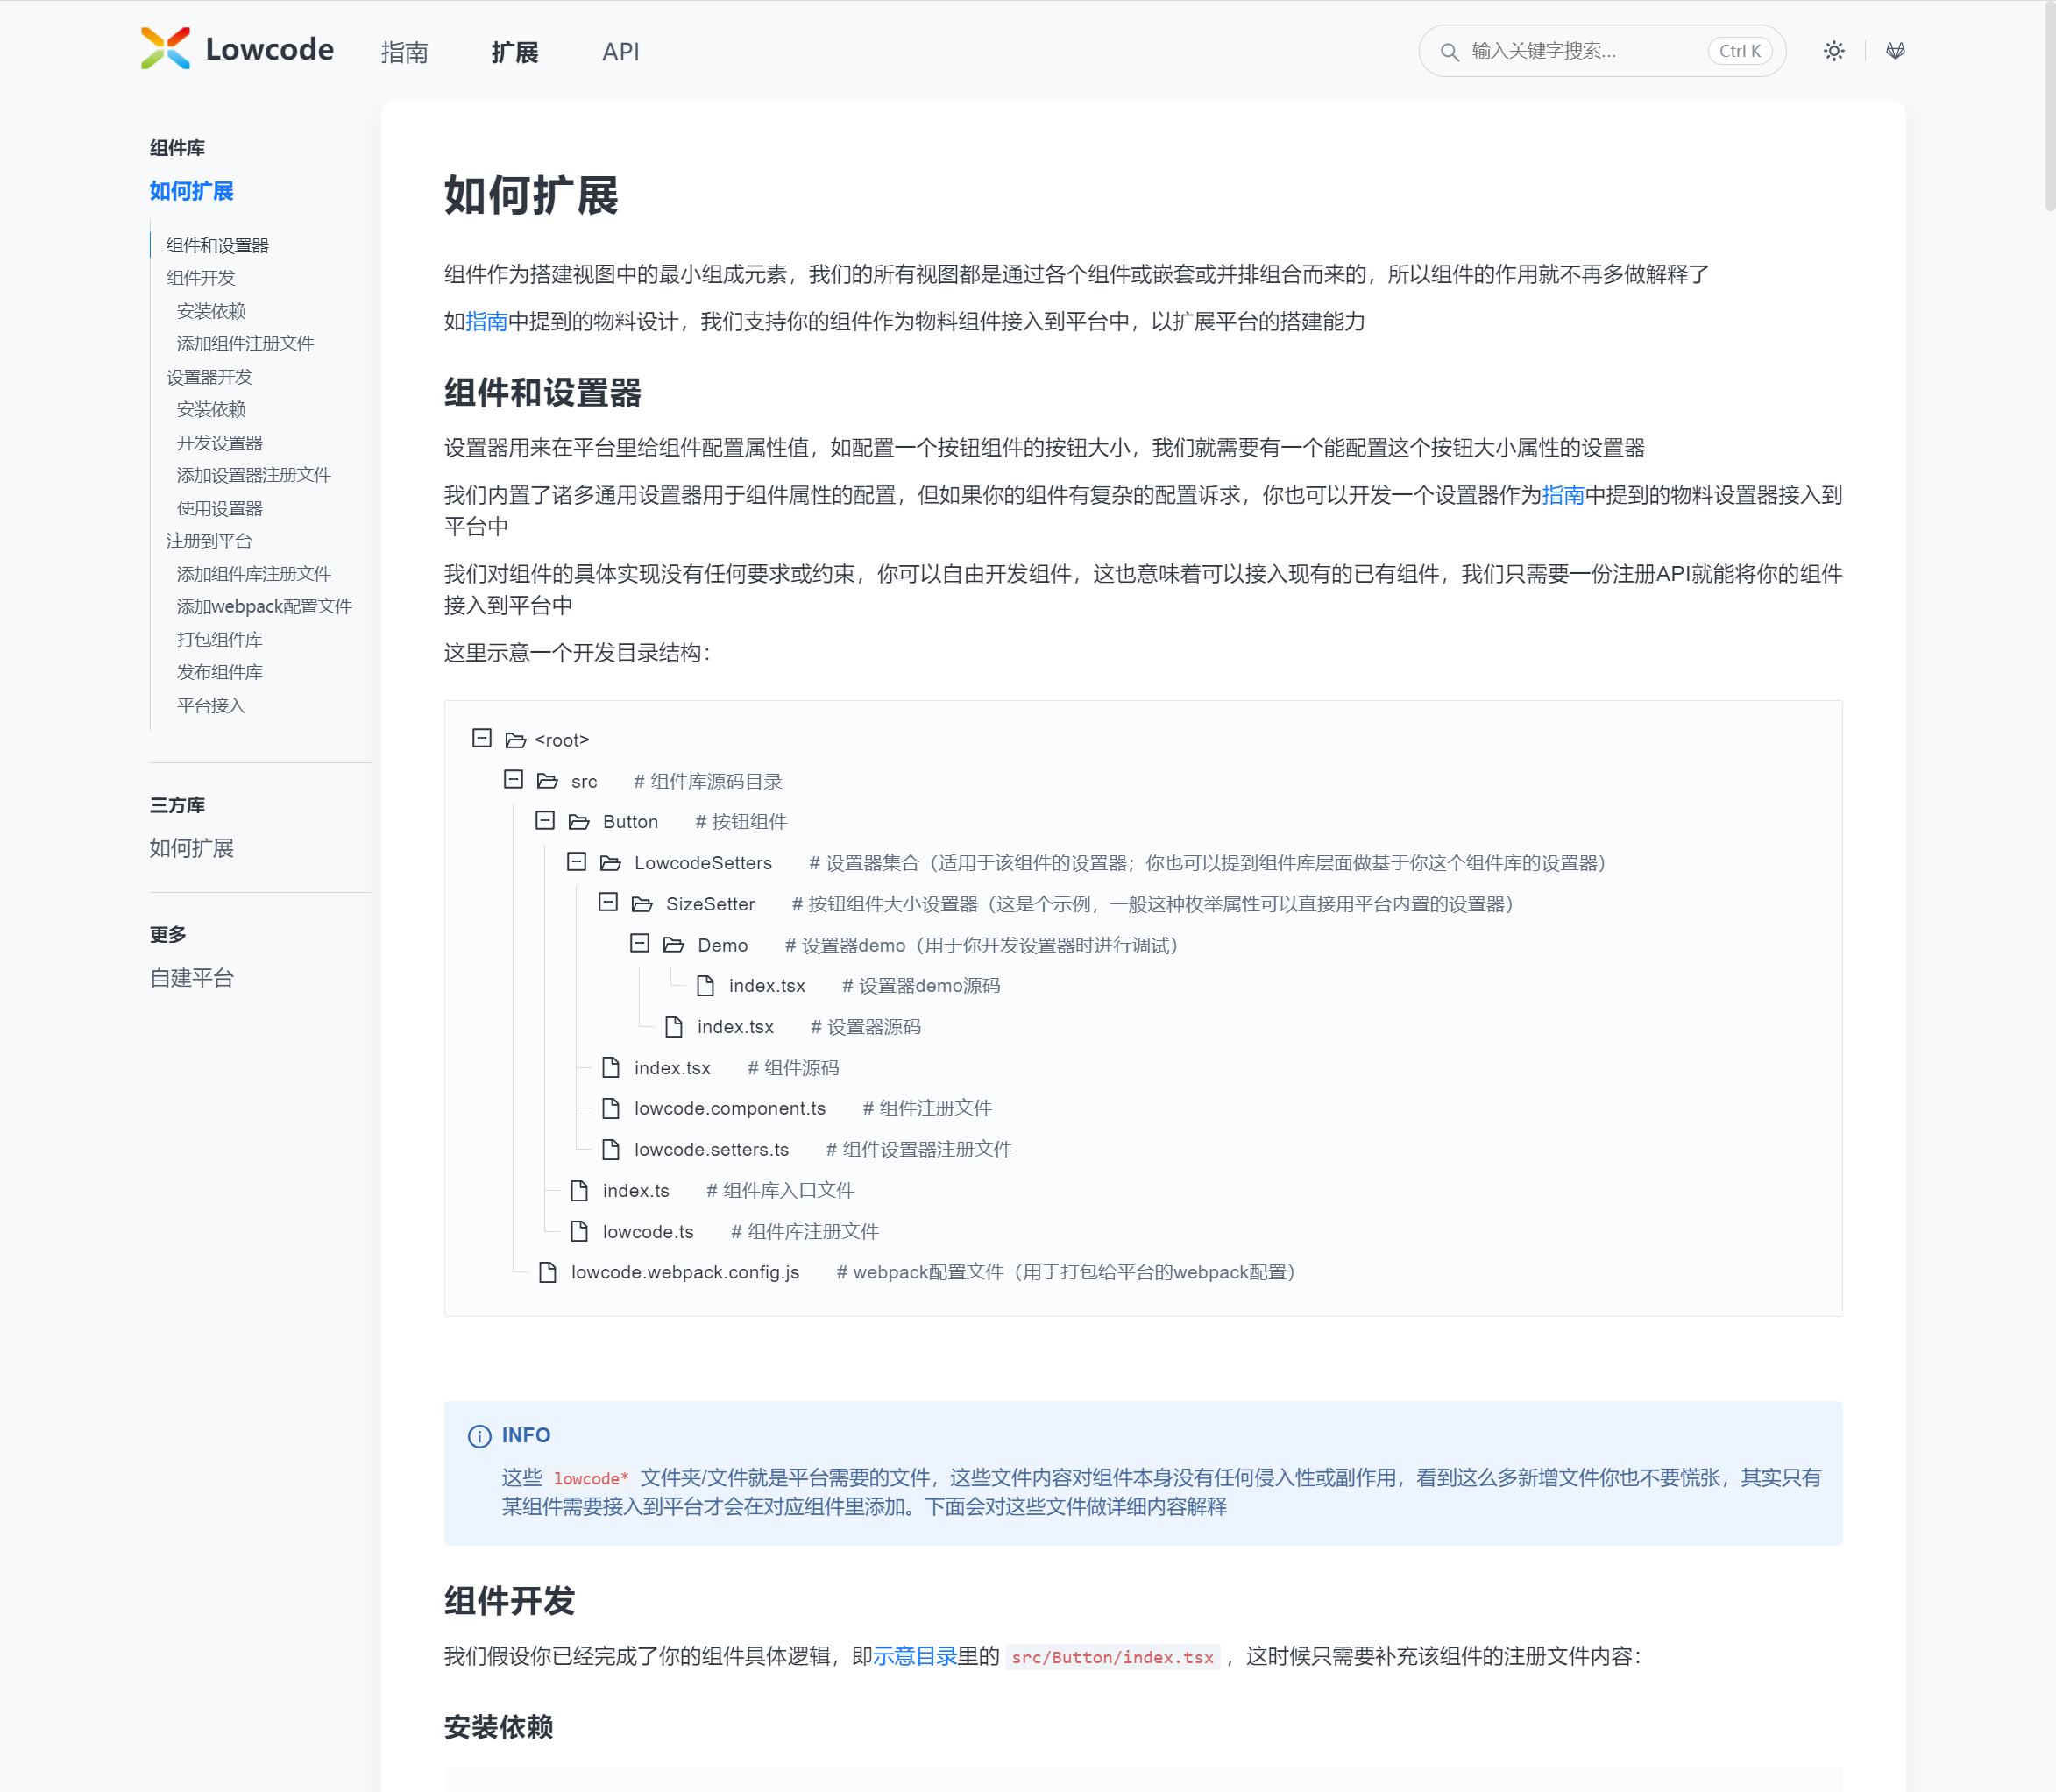 Lowcode 指南 扩展 API 输入关键字搜索... Ctrl K
组件库
如何扩展
组件和设置器
组件开发
安装依赖
添加组件注册文件
设置器开发
安装依赖
开发设置器
添加设置器注册文件
使用设置器
注册到平台
添加组件库注册文件
添加webpack配置文件
打包组件库
发布组件库
平台接入
三方库
如何扩展
更多
自建平台
如何扩展
组件作为搭建视图中的最小组成元素，我们的所有视图都是通过各个组件或嵌套或并排组合而来的，所以组件的作用就不再多做解释了
如指南中提到的物料设计，我们支持你的组件作为物料组件接入到平台中，以扩展平台的搭建能力
组件和设置器
设置器用来在平台里给组件配置属性值，如配置一个按钮组件的按钮大小，我们就需要有一个能配置这个按钮大小属性的设置器
我们内置了诸多通用设置器用于组件属性的配置，但如果你的组件有复杂的配置诉求，你也可以开发一个设置器作为指南中提到的物料设置器接入到
平台中
我们对组件的具体实现没有任何要求或约束，你可以自由开发组件，这也意味着可以接入现有的已有组件，我们只需要一份注册API就能将你的组件
接入到平台中
这里示意一个开发目录结构：
<root>
src # 组件库源码目录
Button # 按钮组件
LowcodeSetters # 设置器集合（适用于该组件的设置器；你也可以提到组件库层面做基于你这个组件库的设置器）
SizeSetter # 按钮组件大小设置器（这是个示例，一般这种枚举属性可以直接用平台内置的设置器）
Demo # 设置器demo（用于你开发设置器时进行调试）
index.tsx # 设置器demo源码
index.tsx # 设置器源码
index.tsx # 组件源码
lowcode.component.ts # 组件注册文件
lowcode.setters.ts # 组件设置器注册文件
index.ts # 组件库入口文件
lowcode.ts # 组件库注册文件
lowcode.webpack.config.js # webpack配置文件（用于打包给平台的webpack配置）
INFO
这些 lowcode* 文件夹/文件就是平台需要的文件，这些文件内容对组件本身没有任何侵入性或副作用，看到这么多新增文件你也不要慌张，其实只有
某组件需要接入到平台才会在对应组件里添加。下面会对这些文件做详细内容解释
组件开发
我们假设你已经完成了你的组件具体逻辑，即示意目录里的 src/Button/index.tsx ，这时候只需要补充该组件的注册文件内容：
安装依赖